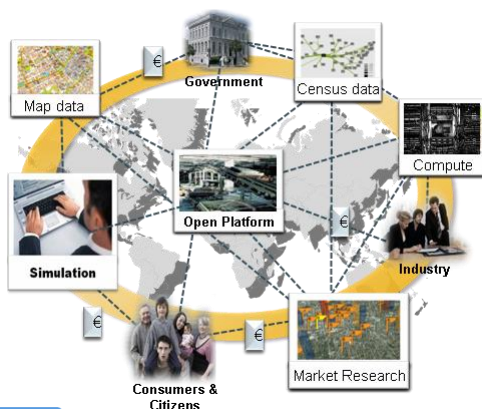 €
Government
Map data
Census data
Compute
Open Platform
Simulation
€
Industry
€
€
Market Research
Consumers &
Citizens